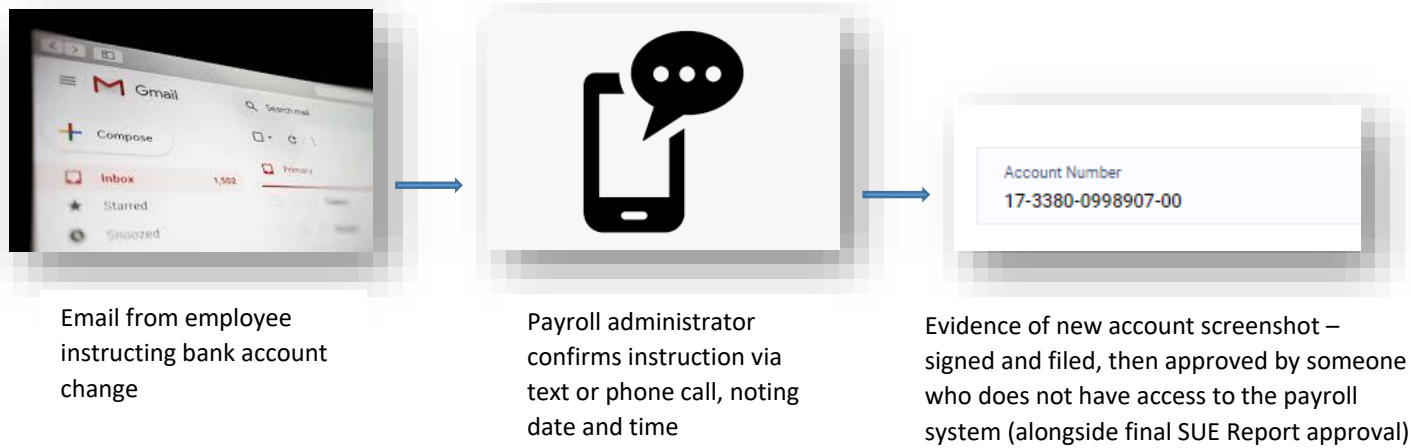 Gmail
Search mail
Compose
Primary
Inbox
1,502
Starred
Snoozed
Account Number
17-3380-0998907-00
Email from employee
instructing bank account
change
Payroll administrator
confirms instruction via
text or phone call, noting
date and time
Evidence of new account screenshot –
signed and filed, then approved by someone
who does not have access to the payroll
system (alongside final SUE Report approval)